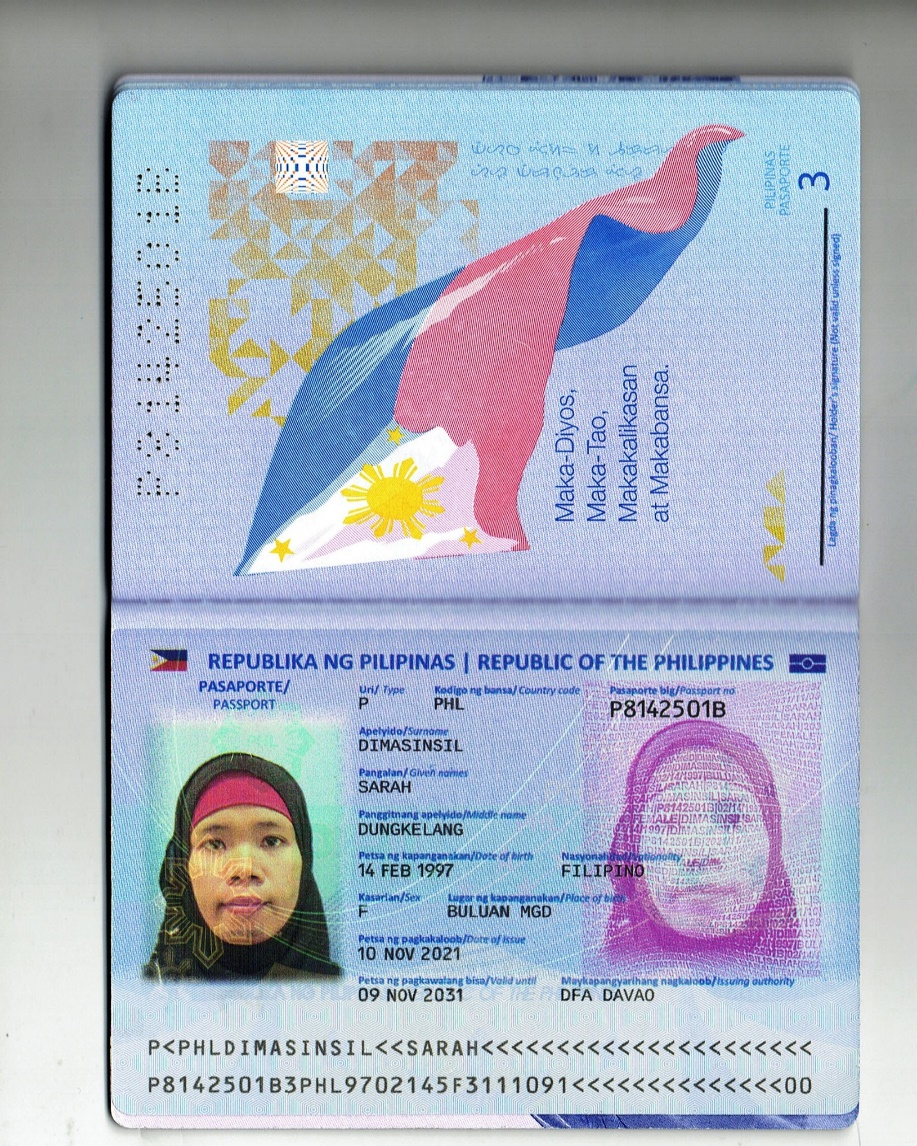 P8142501B
PILIPINAS
PASAPORTE
3
Maka-Diyos,
Maka-Tao,
Makakalikasan
at Makabansa.
Lagda ng pinagkalooban/ Holder's signature (Not valid unless signed)
REPUBLIKA NG PILIPINAS | REPUBLIC OF THE PHILIPPINES
PASAPORTE/
PASSPORT
Uri/ Type Kodigo ng bansa/ Country code Pasaporte blg/Passport no
P PHL P8142501B
Apelyido/Surname
DIMASINSIL
Pangalan/ Given names
SARAH
Panggitnang apelyido/Middle name
DUNGKELANG
Petsa ng kapanganakan/Date of birth Nasyonalidad/Nationality
14 FEB 1997 FILIPINO
Kasarian/Sex Lugar ng kapanganakan/Place of birth
F BULUAN MGD
Petsa ng pagkakaloob/Date of issue
10 NOV 2021
Petsa ng pagkawalang bisa/Valid until Maykapangyarihang nagkaloob/Issuing authority
09 NOV 2031 DFA DAVAO
P<PHLDIMASINSIL<<SARAH<<<<<<<<<<<<<<<<<<<<<<
P8142501B3PHL9702145F3111091<<<<<<<<<<<<<<00